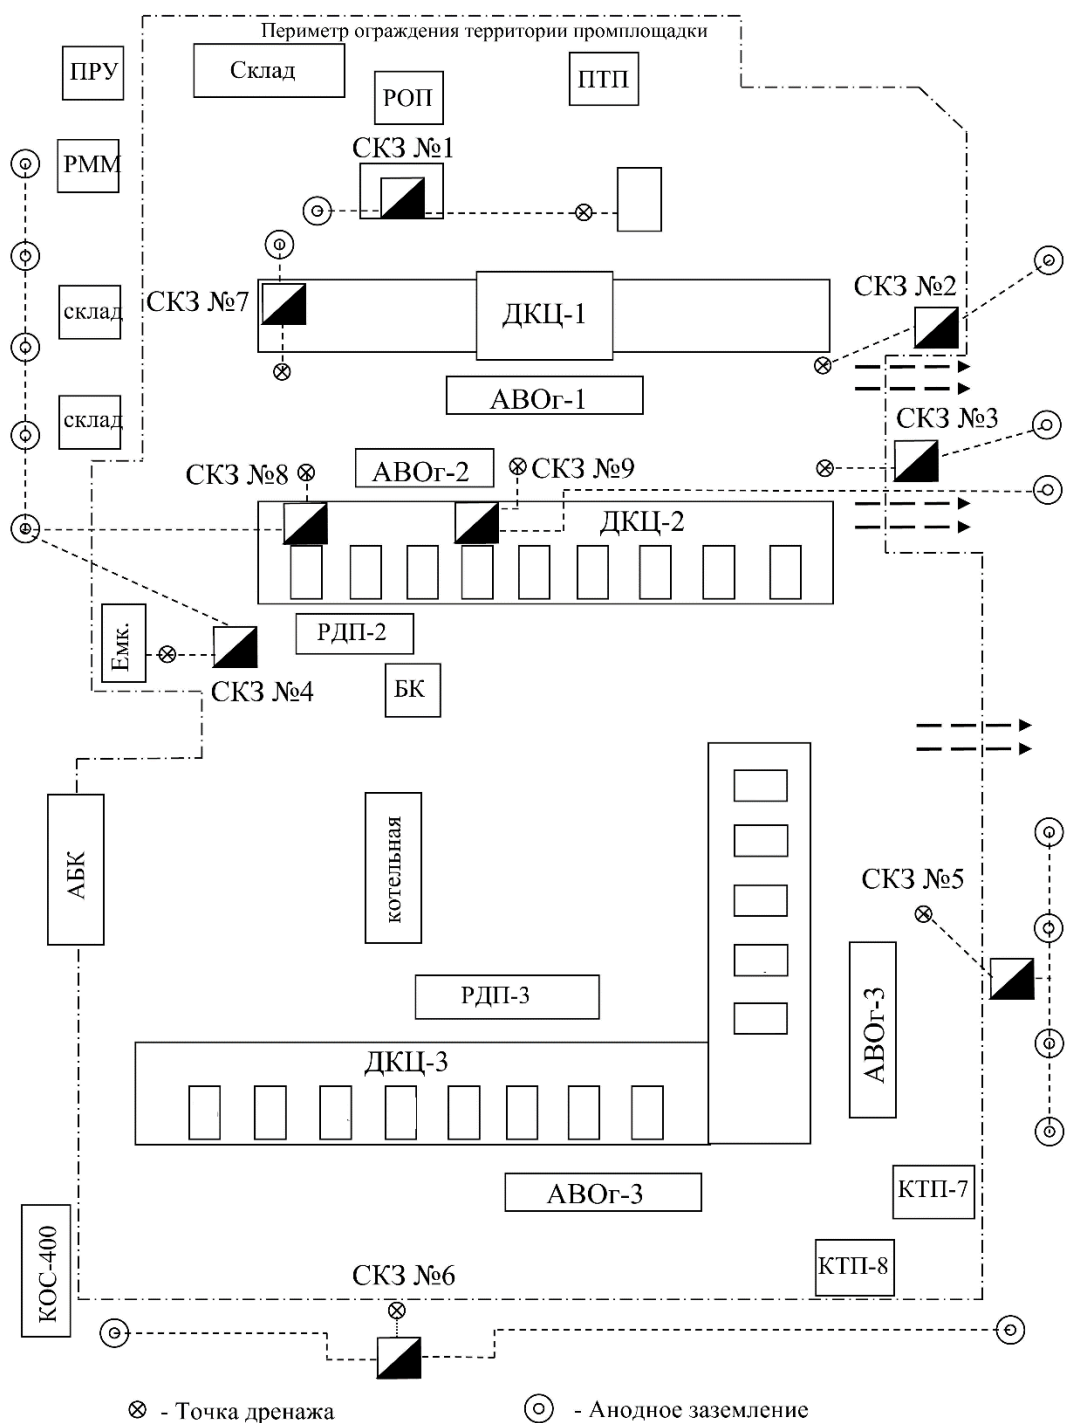 Периметр ограждения территории промплощадки
ПРУ
Склад
РОП
ПТП
РММ
СКЗ №1
склад
СКЗ №7
ДКЦ-1
СКЗ №2
АВОг-1
склад
СКЗ №3
СКЗ №8
АВОг-2
СКЗ №9
ДКЦ-2
Емк.
РДП-2
СКЗ №4
БК
АБК
котельная
СКЗ №5
РДП-3
АВОг-3
ДКЦ-3
АВОг-3
КТП-7
КОС-400
СКЗ №6
КТП-8
- Точка дренажа
- Анодное заземление